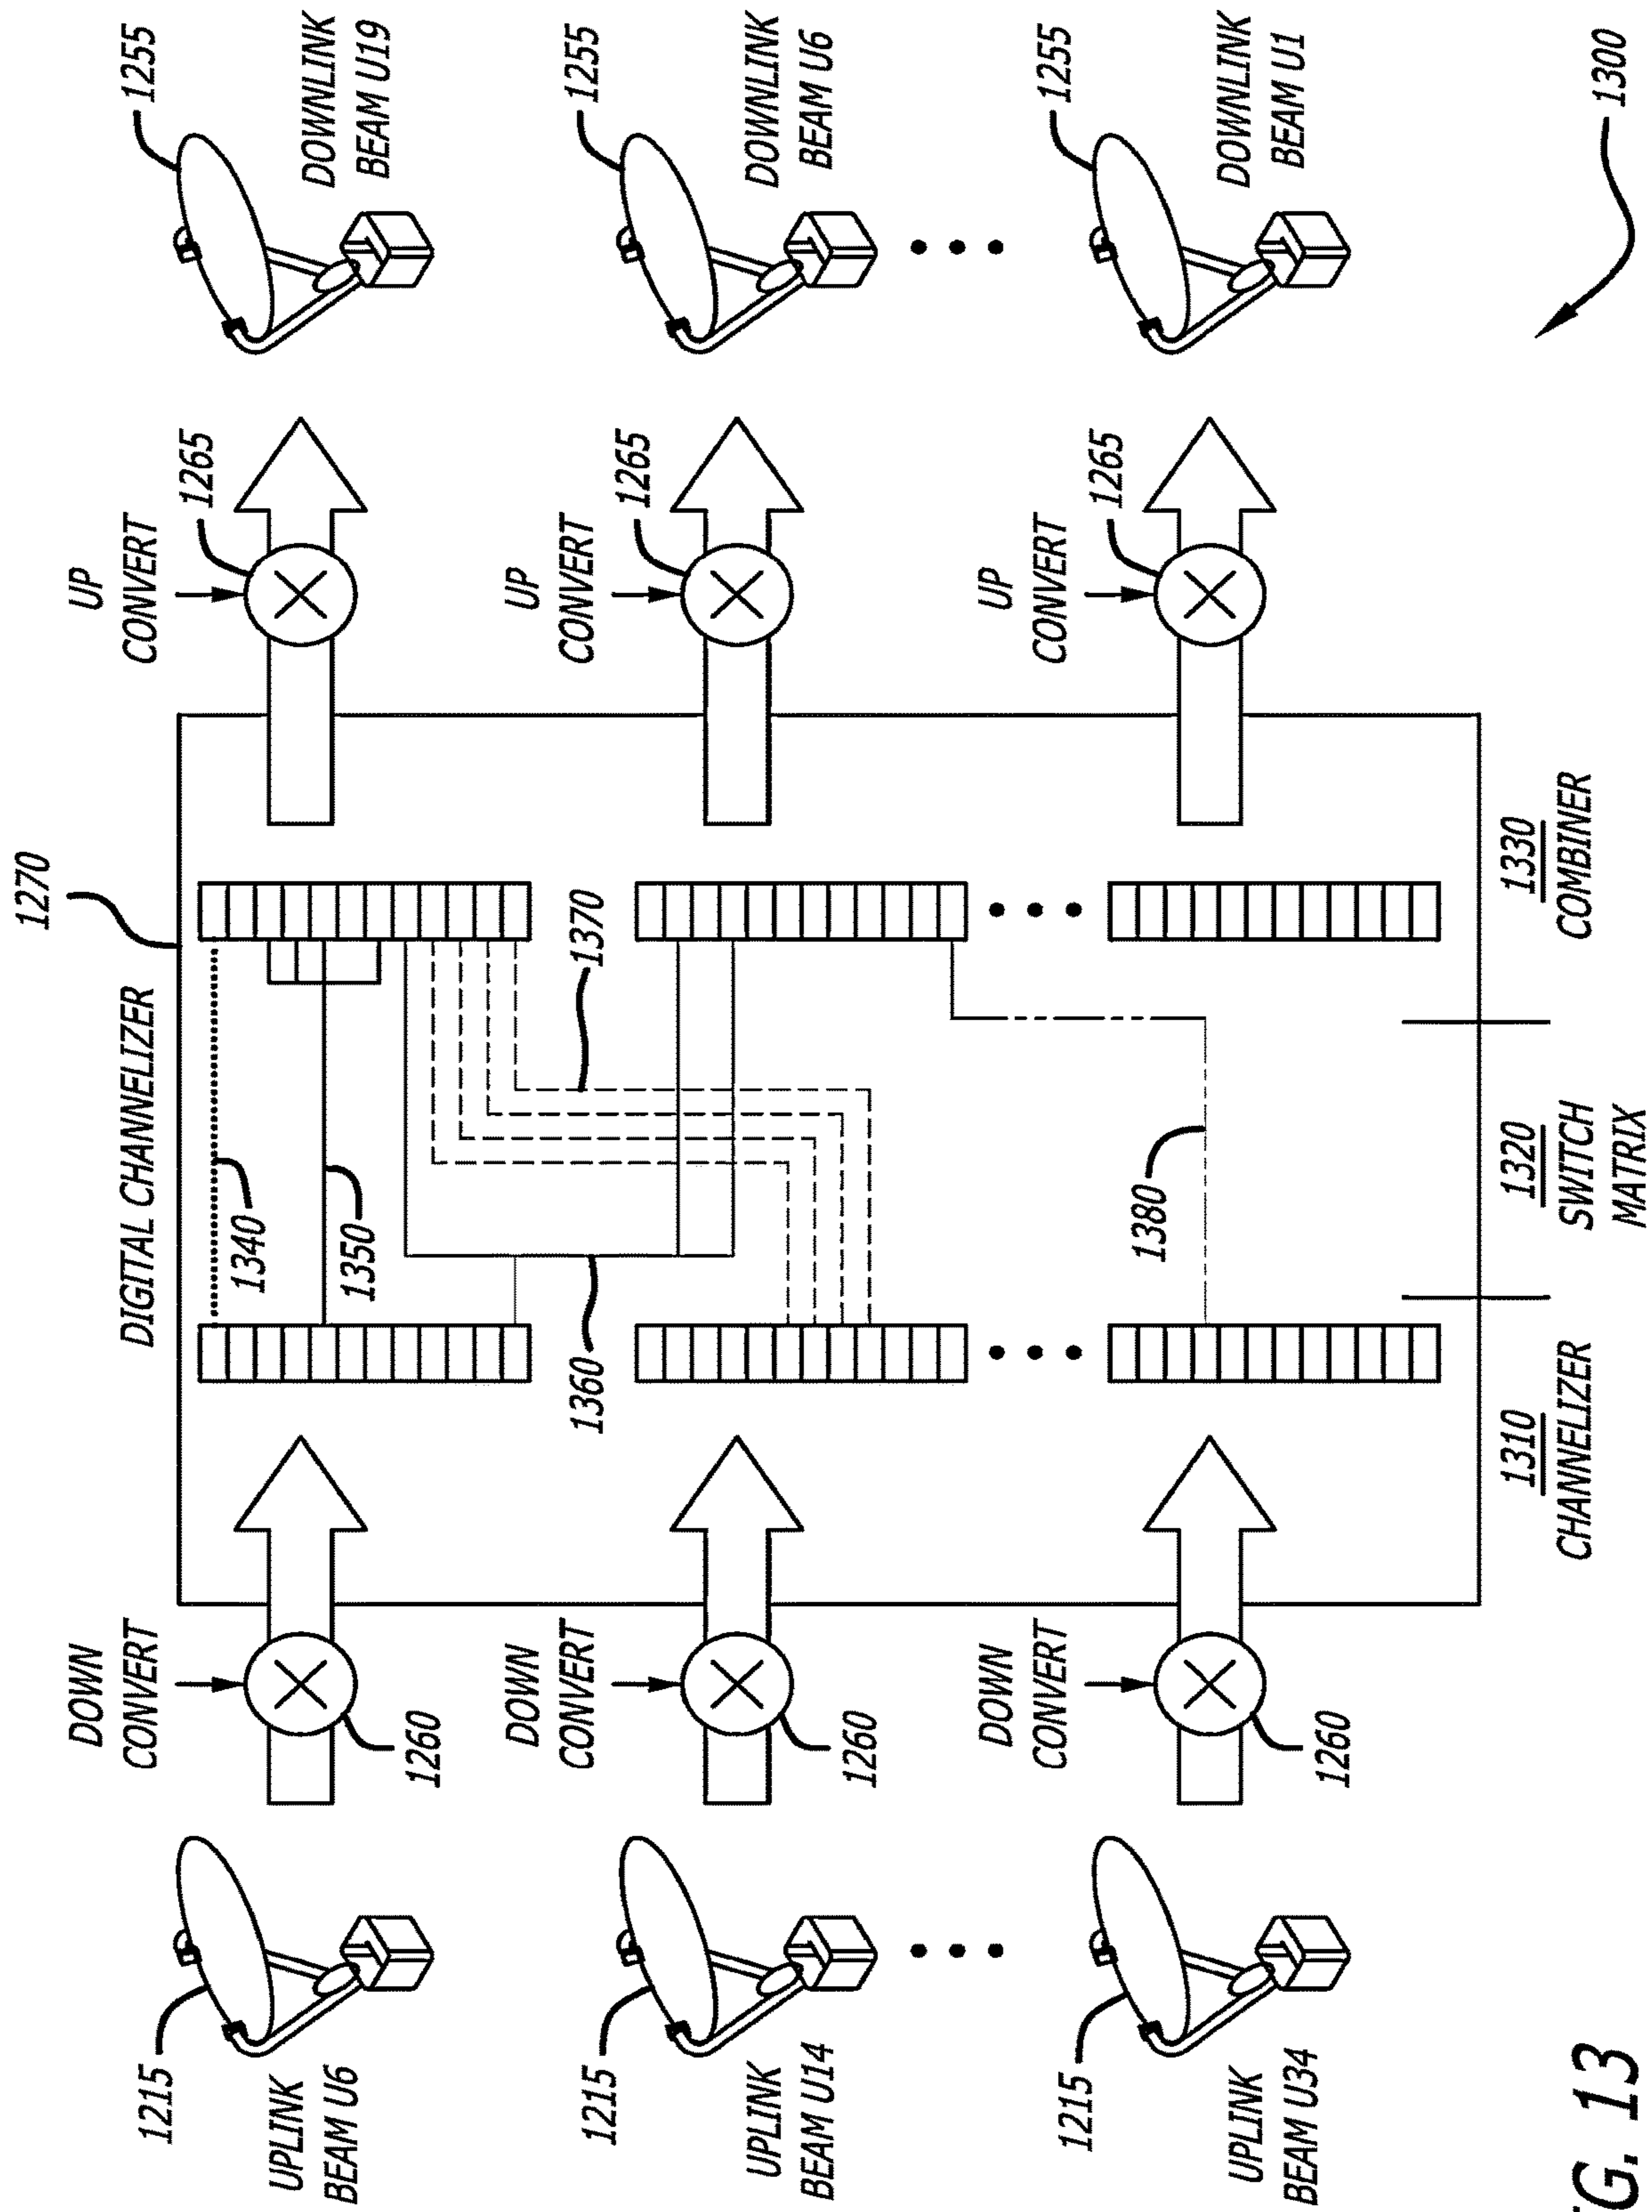 1270
DIGITAL CHANNELIZER
1215
UPLINK
BEAM U6
DOWN
CONVERT
1260
1340
1350
1360
1370
UP
CONVERT
1265
1255
DOWNLINK
BEAM U19
1215
UPLINK
BEAM U14
DOWN
CONVERT
1260
UP
CONVERT
1265
1255
DOWNLINK
BEAM U6
1215
UPLINK
BEAM U34
DOWN
CONVERT
1260
1380
UP
CONVERT
1265
1255
DOWNLINK
BEAM U1
1310
CHANNELIZER
1320
SWITCH
MATRIX
1330
COMBINER
1300
G. 13